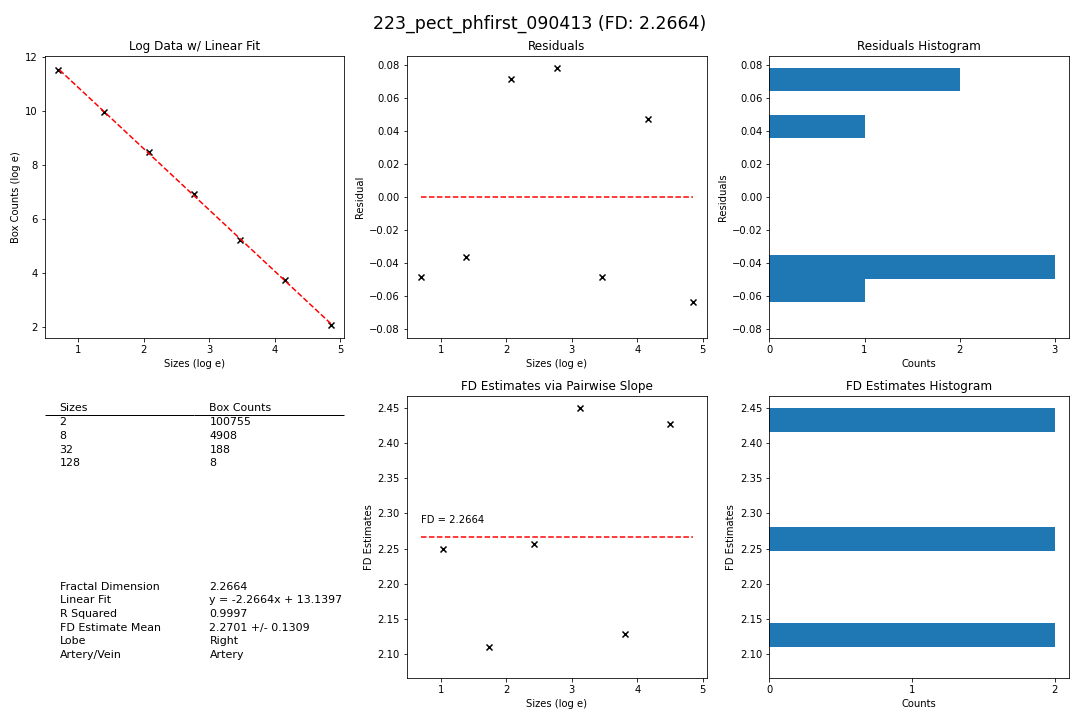 223_pect_phfirst_090413 (FD: 2.2664)
Log Data w/ Linear Fit
12
10
8
6
4
2
Box Counts (log e)
1 2 3 4 5
Sizes (log e)
Residuals
0.08
0.06
0.04
0.02
0.00
−0.02
−0.04
−0.06
−0.08
Residual
1 2 3 4 5
Sizes (log e)
Residuals Histogram
0.08
0.06
0.04
0.02
0.00
−0.02
−0.04
−0.06
−0.08
Residuals
0 1 2 3
Counts
Sizes Box Counts
2 100755
8 4908
32 188
128 8
Fractal Dimension 2.2664
Linear Fit y = -2.2664x + 13.1397
R Squared 0.9997
FD Estimate Mean 2.2701 +/- 0.1309
Lobe Right
Artery/Vein Artery
FD Estimates via Pairwise Slope
2.45
2.40
2.35
2.30
2.25
2.20
2.15
2.10
FD Estimates
FD = 2.2664
1 2 3 4 5
Sizes (log e)
FD Estimates Histogram
2.45
2.40
2.35
2.30
2.25
2.20
2.15
2.10
FD Estimates
0 1 2
Counts